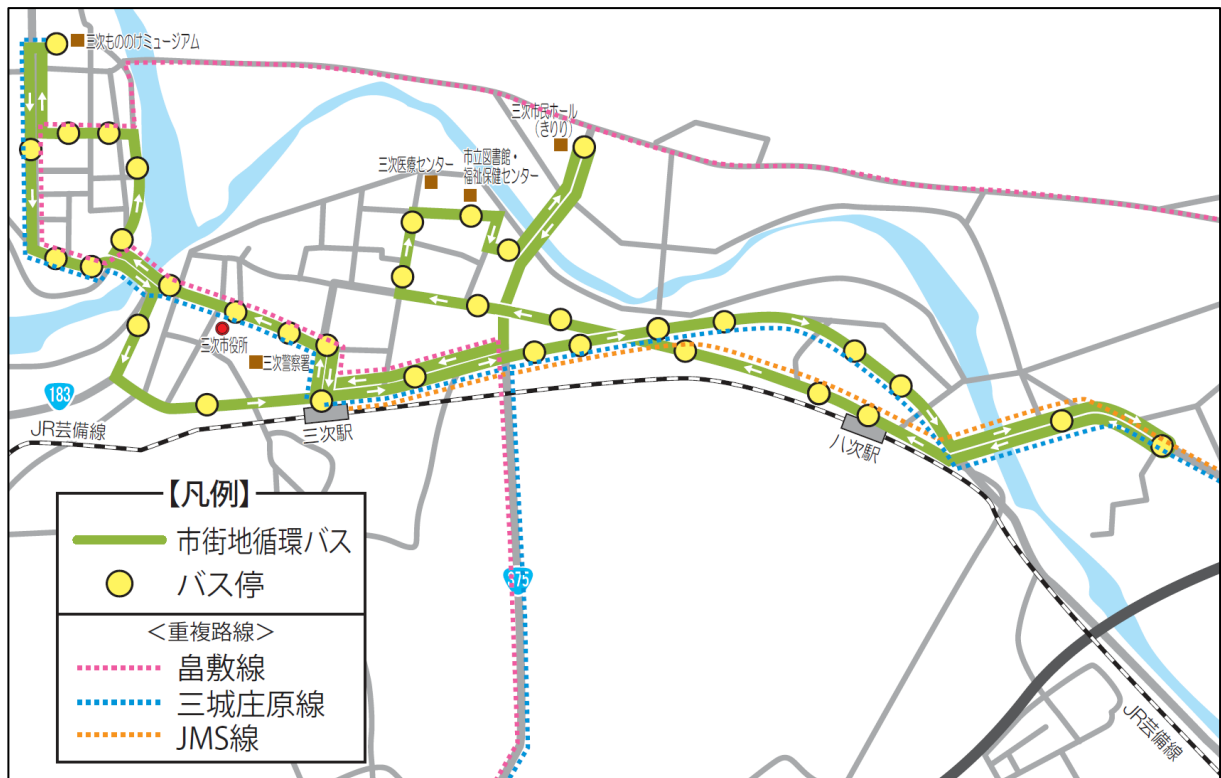 三次もののけミュージアム
三次市民ホール
（きりり）
三次医療センター
市立図書館・
福祉保健センター
三次市役所
三次警察署
183
JR芸備線
三次駅
八次駅
375
JR芸備線
【凡例】
市街地循環バス
バス停
＜重複路線＞
畠敷線
三城庄原線
JMS線